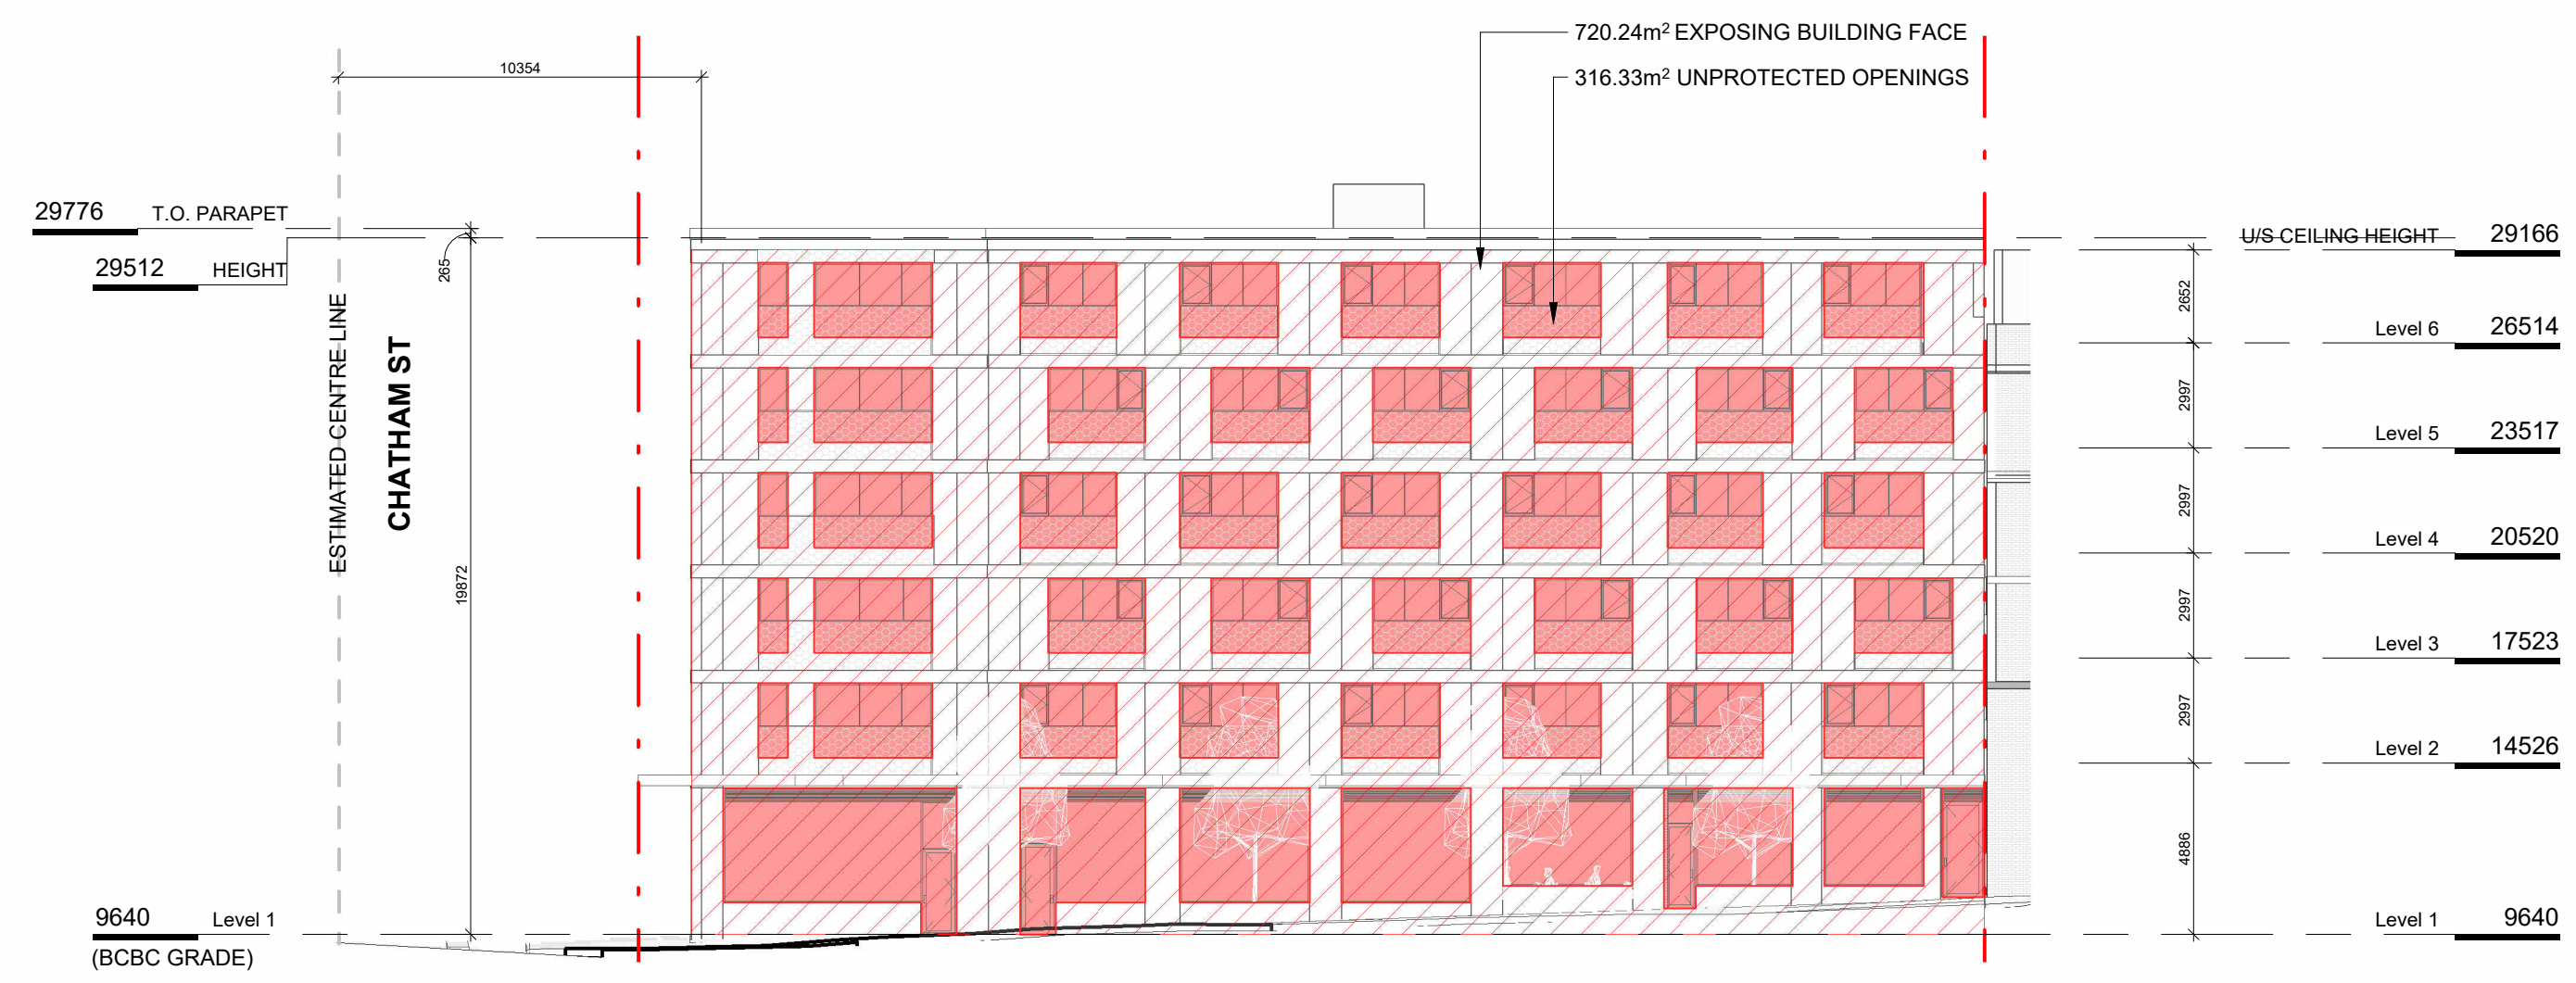 720.24m² EXPOSING BUILDING FACE
316.33m² UNPROTECTED OPENINGS
10354
29776 T.O. PARAPET
29512 HEIGHT
265
ESTIMATED CENTRE LINE
CHATHAM ST
19872
9640 Level 1
(BCBC GRADE)
U/S CEILING HEIGHT 29166
2652
Level 6 26514
2997
Level 5 23517
2997
Level 4 20520
2997
Level 3 17523
2997
Level 2 14526
4886
Level 1 9640